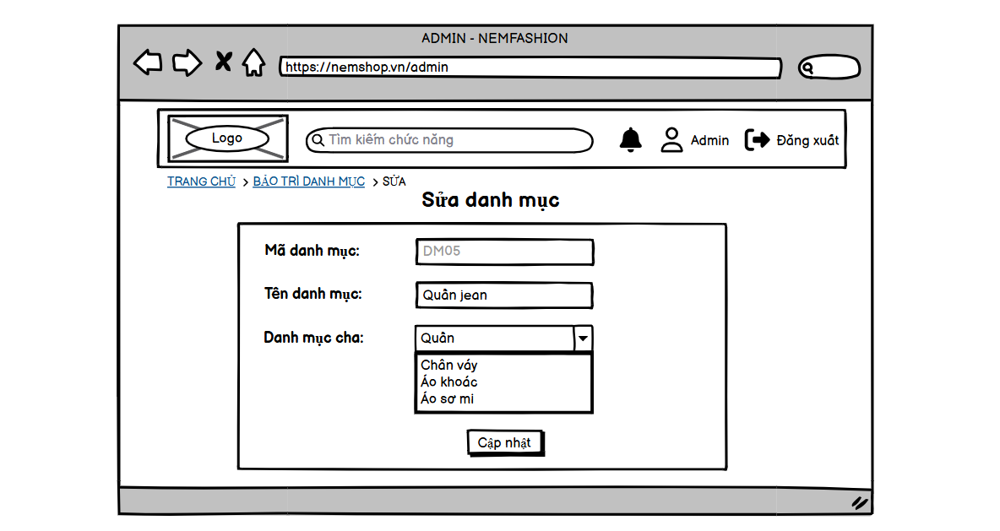 ADMIN - NEMFASHION
https://nemshop.vn/admin
Logo
Tìm kiếm chức năng
Admin
Đăng xuất
TRANG CHỦ > BẢO TRÌ DANH MỤC > SỬA
Sửa danh mục
Mã danh mục:
DM05
Tên danh mục:
Quần jean
Danh mục cha:
Quần
Chân váy
Áo khoác
Áo sơ mi
Cập nhật